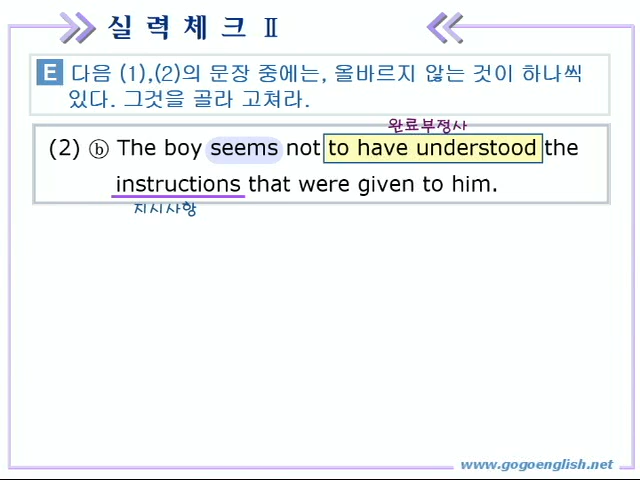 실 력 체 크 Ⅱ
E 다음 (1),(2)의 문장 중에는, 올바르지 않는 것이 하나씩
있다. 그것을 골라 고쳐라.
완료부정사
(2) ⓑ The boy seems not to have understood the
instructions that were given to him.
지시사항
www.gogoenglish.net